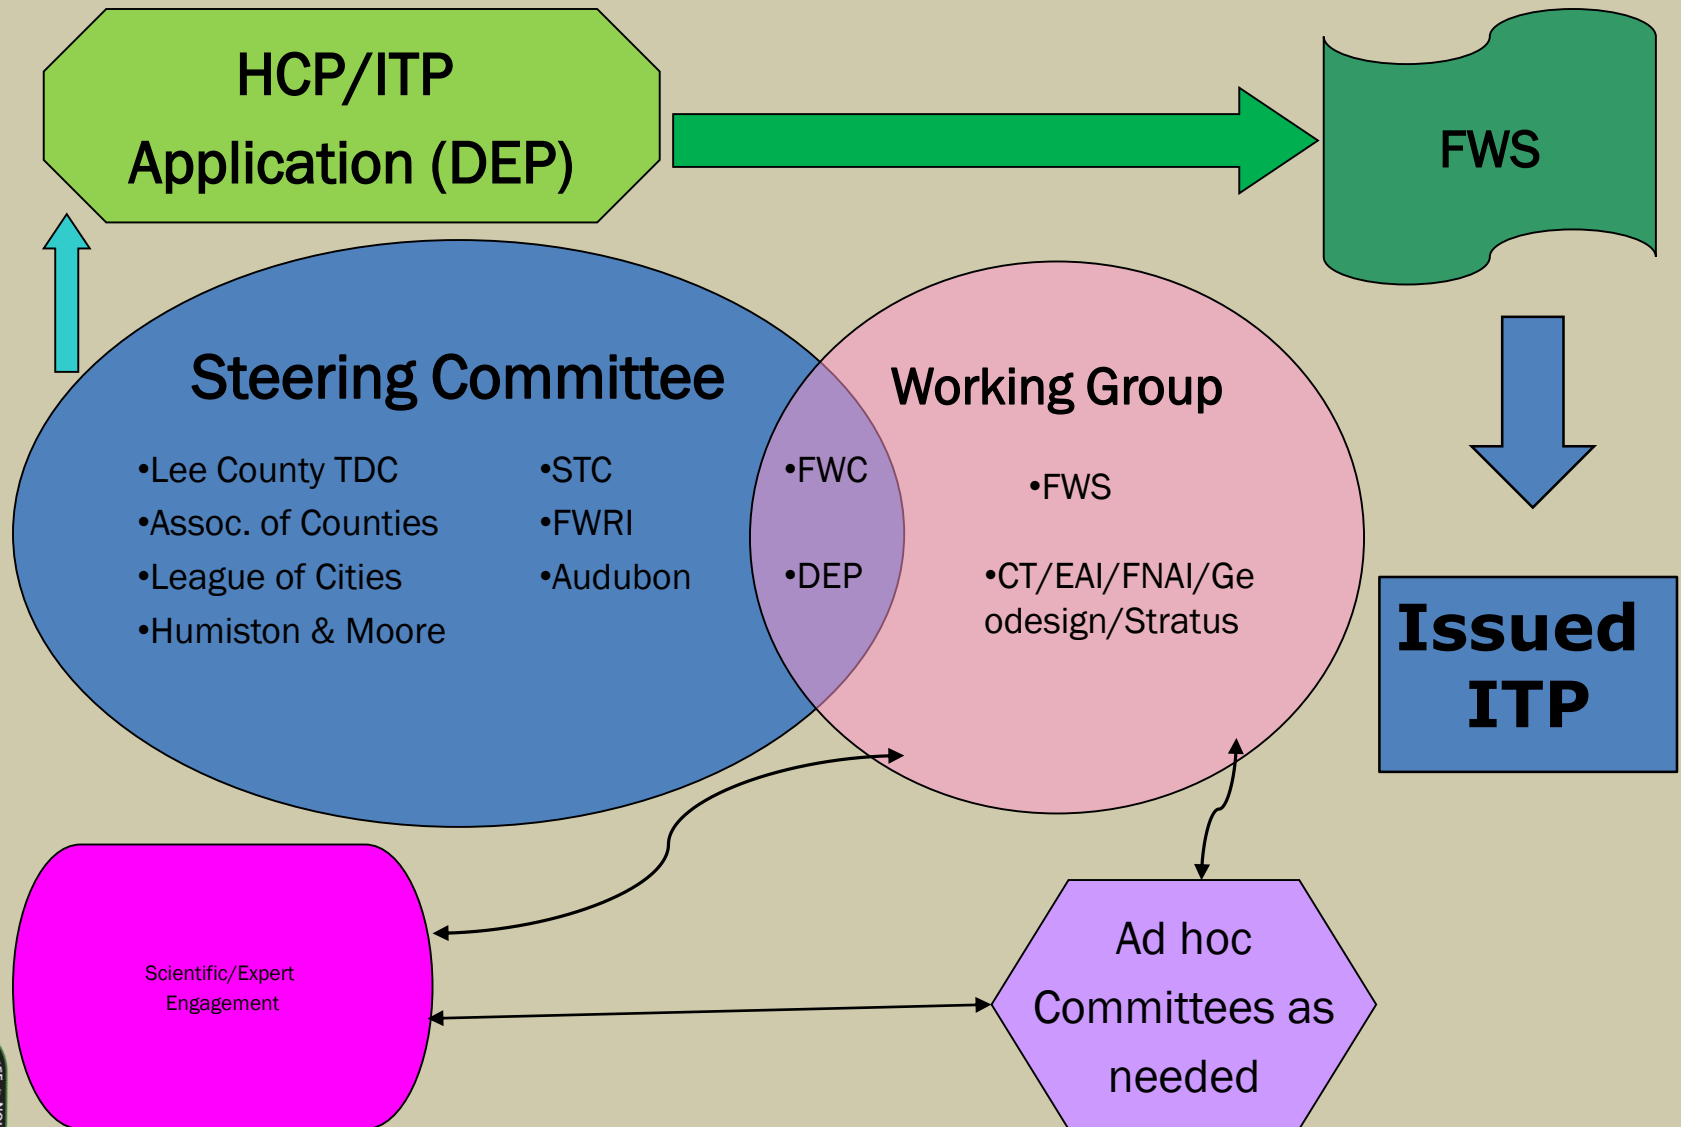 HCP/ITP
Application (DEP)
FWS
Steering Committee
•Lee County TDC
•Assoc. of Counties
•League of Cities
•Humiston & Moore
•STC
•FWRI
•Audubon
•FWC
•DEP
Working Group
•FWS
•CT/EAI/FNAI/Ge
odesign/Stratus
Issued
ITP
Scientific/Expert
Engagement
Ad hoc
Committees as
needed